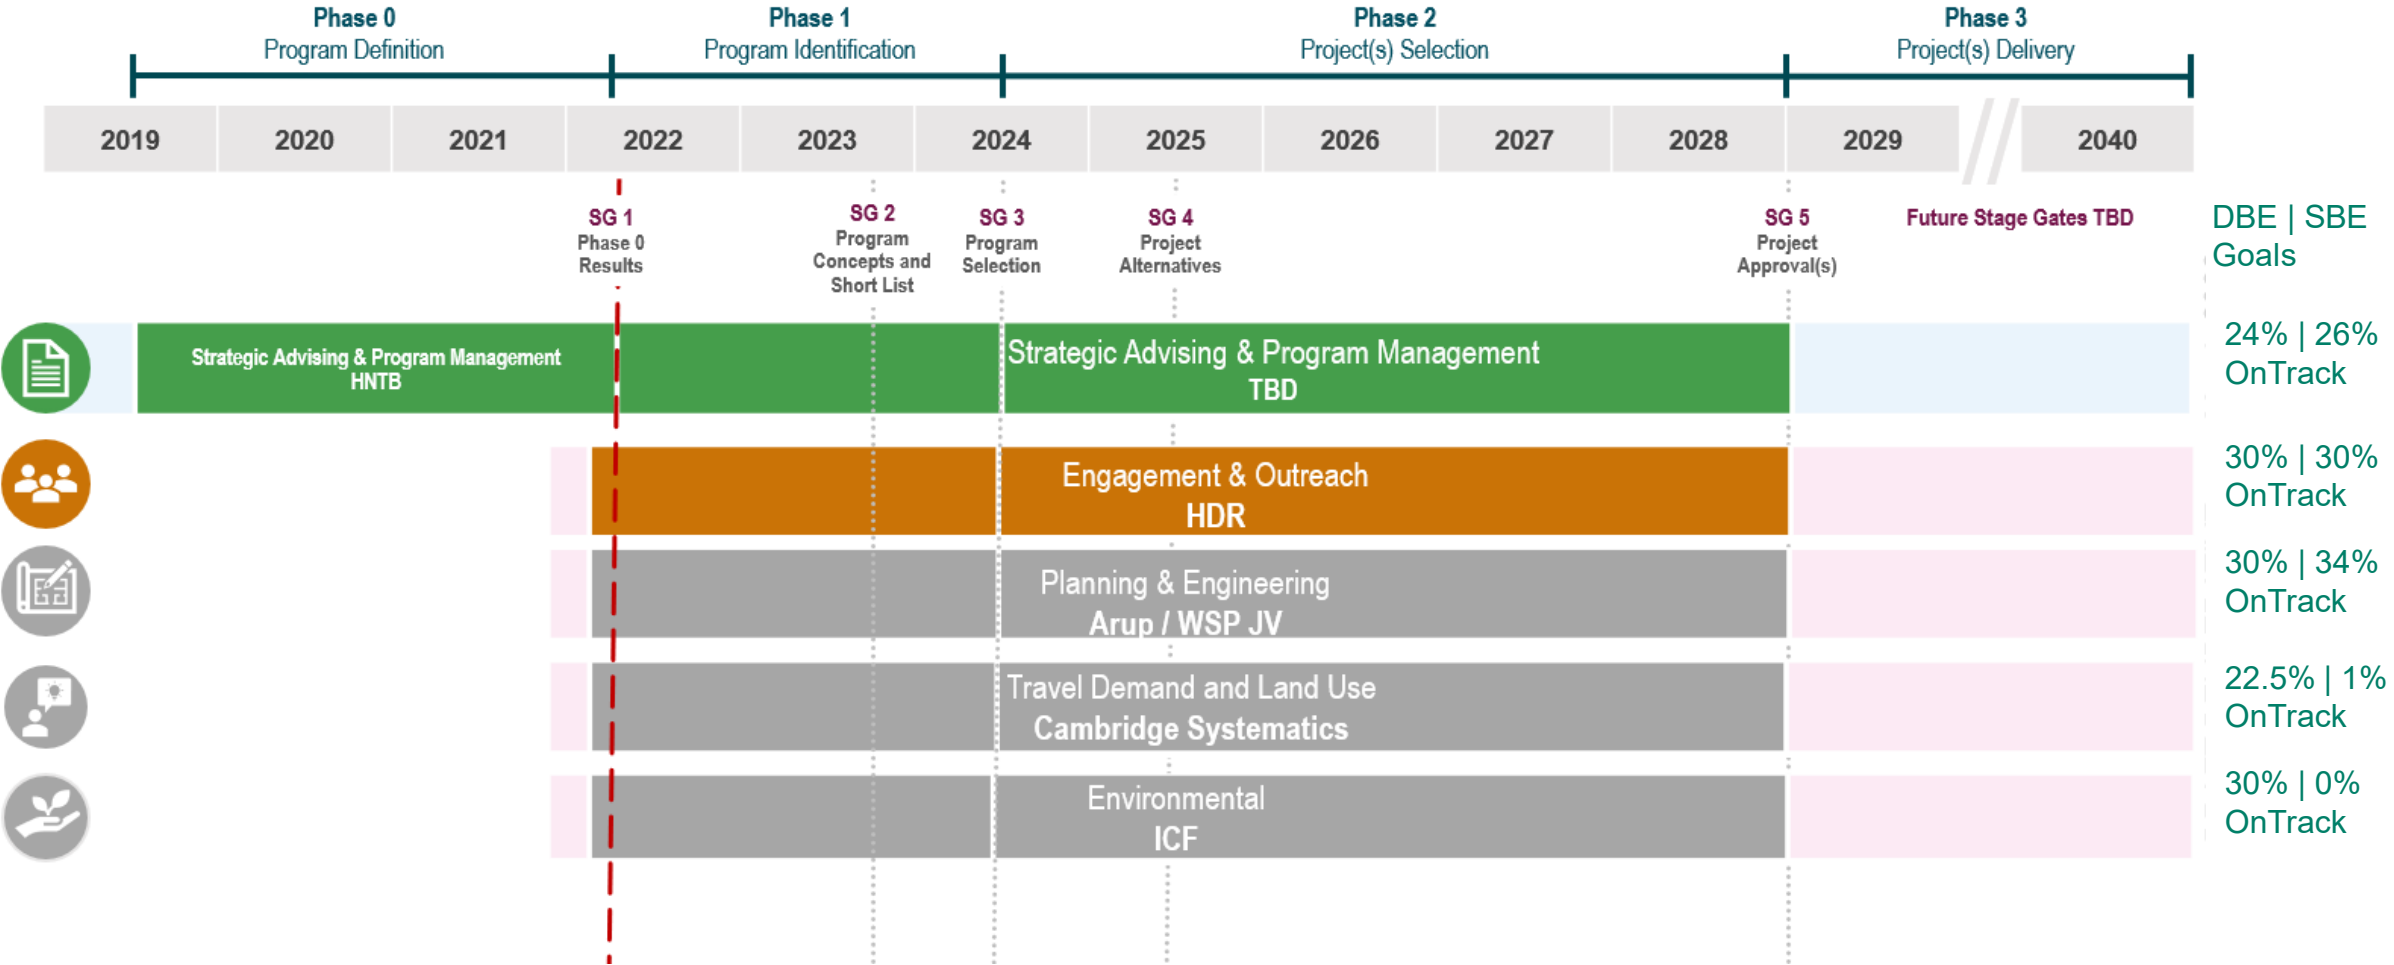 Phase 0
Program Definition
Phase 1
Program Identification
Phase 2
Project(s) Selection
Phase 3
Project(s) Delivery
2019
2020
2021
2022
2023
2024
2025
2026
2027
2028
2029
2040
SG 1
Phase 0
Results
SG 2
Program
Concepts and
Short List
SG 3
Program
Selection
SG 4
Project
Alternatives
SG 5
Project
Approval(s)
Future Stage Gates TBD
DBE | SBE
Goals
Strategic Advising & Program Management
HNTB
Strategic Advising & Program Management
TBD
24% | 26%
OnTrack
Engagement & Outreach
HDR
30% | 30%
OnTrack
Planning & Engineering
Arup / WSP JV
30% | 34%
OnTrack
Travel Demand and Land Use
Cambridge Systematics
22.5% | 1%
OnTrack
Environmental
ICF
30% | 0%
OnTrack